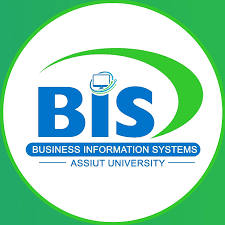 BIS
BUSINESS INFORMATION SYSTEMS
ASSIUT UNIVERSITY